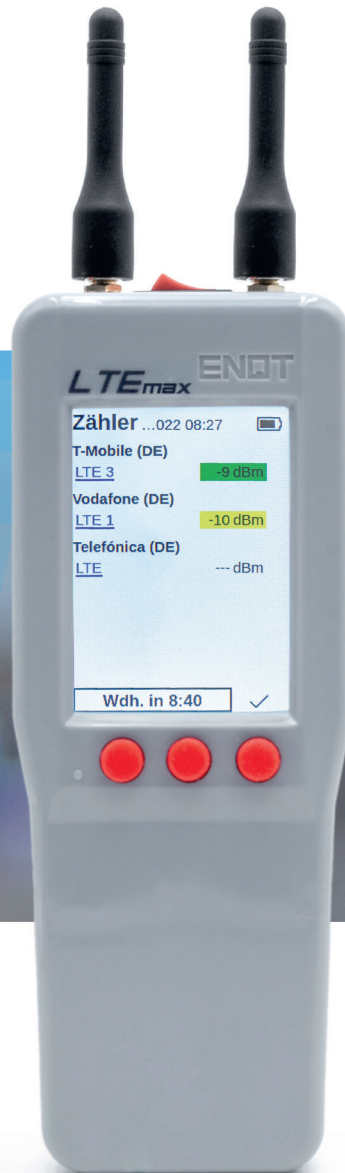 LTEmax ENQT
Zähler ...022 08:27
T-Mobile (DE)
LTE 3 -9 dBm
Vodafone (DE)
LTE 1 -10 dBm
Telefónica (DE)
LTE --- dBm
Wdh. in 8:40